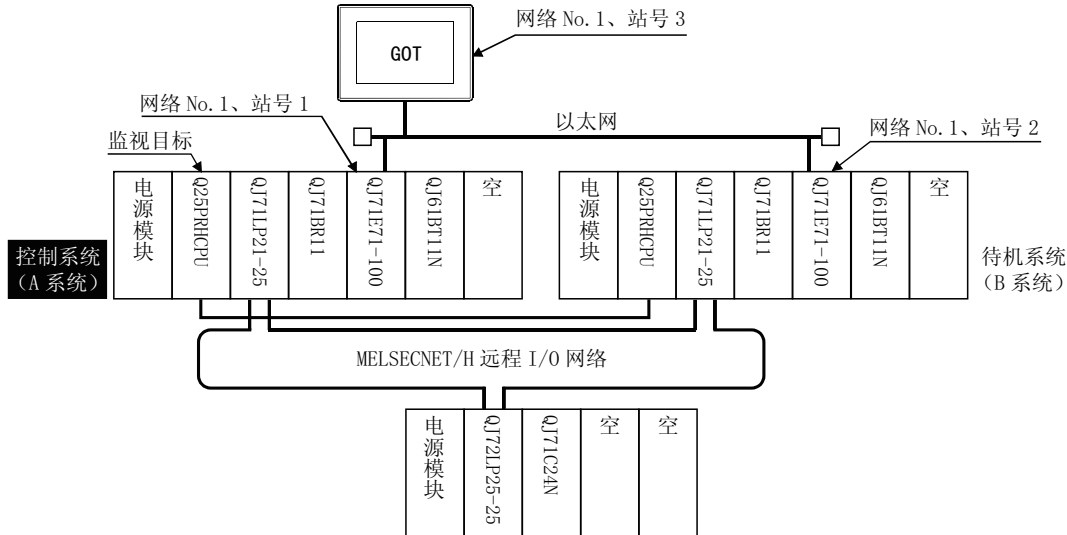 网络 No.1、站号 3
GOT
网络 No.1、站号 1
以太网
网络 No.1、站号 2
监视目标
控制系统
（A 系统）
电源模块
Q25PRHCPU
QJ71LP21-25
QJ71BR11
QJ71E71-100
QJ61BT11N
空
电源模块
Q25PRHCPU
QJ71LP21-25
QJ71BR11
QJ71E71-100
QJ61BT11N
空
待机系统
（B 系统）
MELSECNET/H 远程 I/O 网络
电源模块
QJ72LP25-25
QJ71C24N
空
空